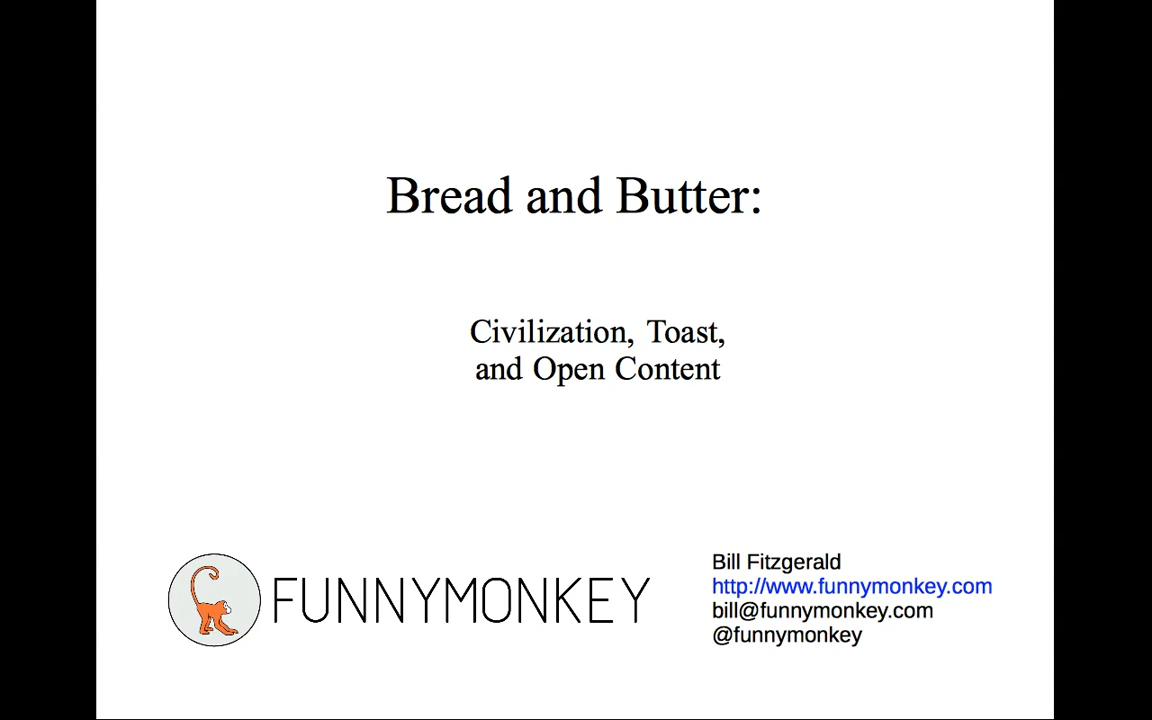 Bread and Butter:
Civilization, Toast,
and Open Content
FUNNYMONKEY
Bill Fitzgerald
http://www.funnymonkey.com
bill@funnymonkey.com
@funnymonkey